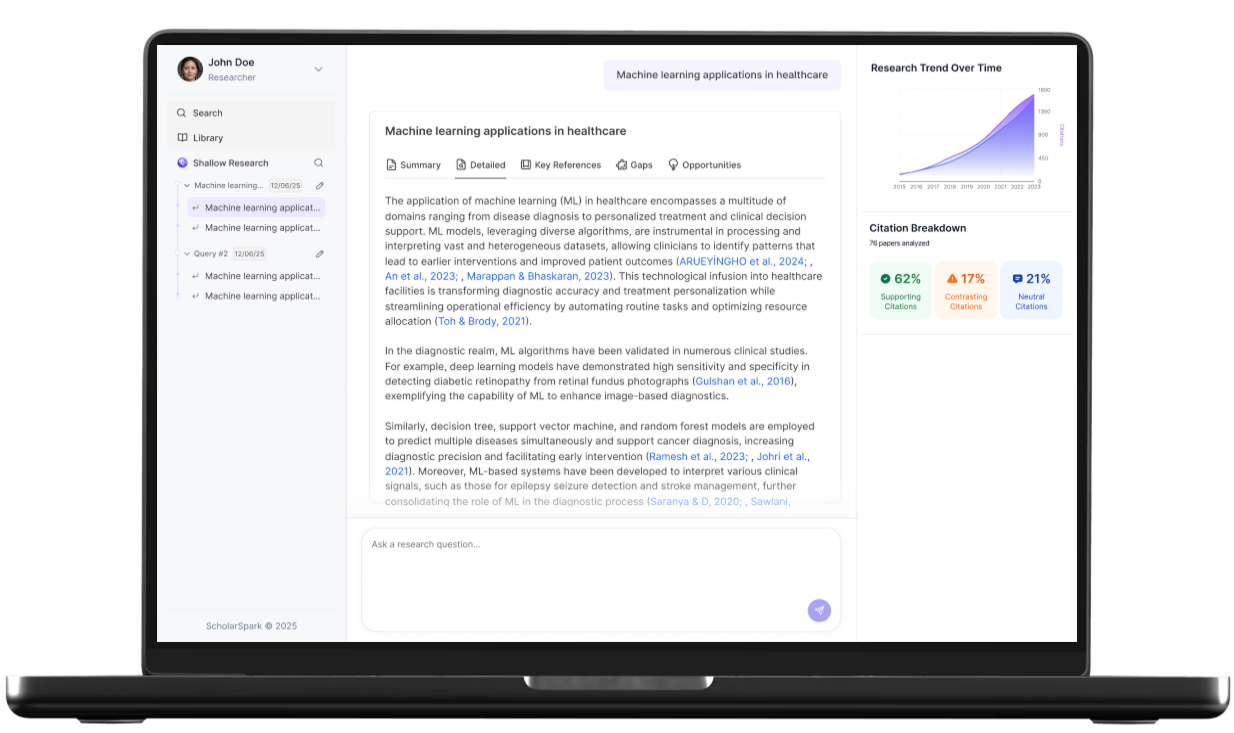 John Doe
Researcher
Search
Library
Shallow Research
Machine learning... 12/06/25
Machine learning applicat...
Machine learning applicat...
Query #2 12/06/25
Machine learning applicat...
Machine learning applicat...
ScholarSpark © 2025
Machine learning applications in healthcare
Machine learning applications in healthcare
Summary Detailed Key References Gaps Opportunities
The application of machine learning (ML) in healthcare encompasses a multitude of
domains ranging from disease diagnosis to personalized treatment and clinical decision
support. ML models, leveraging diverse algorithms, are instrumental in processing and
interpreting vast and heterogeneous datasets, allowing clinicians to identify patterns that
lead to earlier interventions and improved patient outcomes (ARUEYİNGHO et al., 2024; ,
An et al., 2023; , Marappan & Bhaskaran, 2023). This technological infusion into healthcare
facilities is transforming diagnostic accuracy and treatment personalization while
streamlining operational efficiency by automating routine tasks and optimizing resource
allocation (Toh & Brody, 2021).
In the diagnostic realm, ML algorithms have been validated in numerous clinical studies.
For example, deep learning models have demonstrated high sensitivity and specificity in
detecting diabetic retinopathy from retinal fundus photographs (Gulshan et al., 2016),
exemplifying the capability of ML to enhance image-based diagnostics.
Similarly, decision tree, support vector machine, and random forest models are employed
to predict multiple diseases simultaneously and support cancer diagnosis, increasing
diagnostic precision and facilitating early intervention (Ramesh et al., 2023; , Johri et al.,
2021). Moreover, ML-based systems have been developed to interpret various clinical
signals, such as those for epilepsy seizure detection and stroke management, further
consolidating the role of ML in the diagnostic process (Saranya & D, 2020; , Sawlani,
Ask a research question...
Research Trend Over Time
1800
1350
900
450
0
Citations
2015 2016 2017 2018 2019 2020 2021 2022 2023
Citation Breakdown
76 papers analyzed
62%
Supporting
Citations
17%
Contrasting
Citations
21%
Neutral
Citations